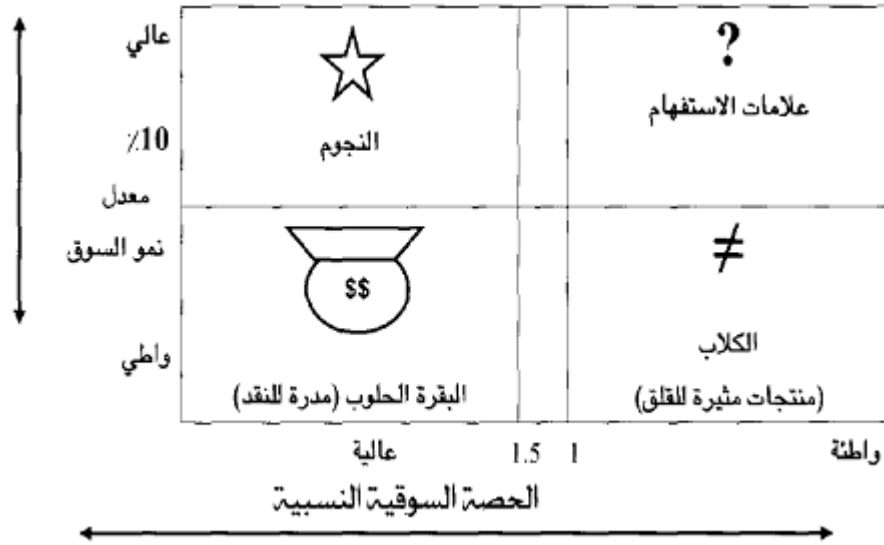 عالي
?
علامات الاستفهام
النجوم
10٪
معدل
نمو السوق
واطي
$$
≠
البقرة الحلوب (مدرة للنقد)
الكلاب
(منتجات مثيرة للقلق)
عالية
1.5
1
واطئة
الحصة السوقية النسبية